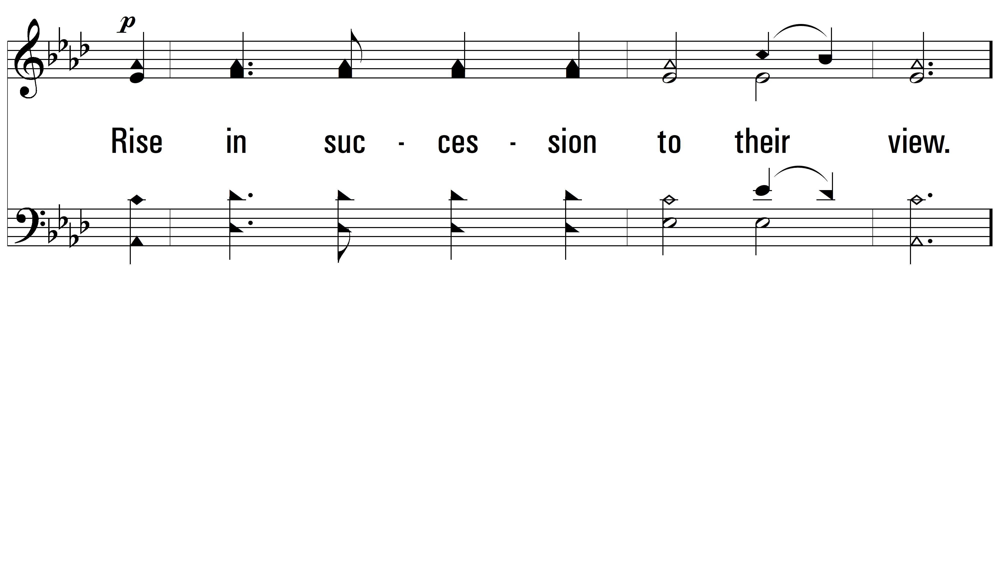 p
Rise in suc - ces - sion to their view.